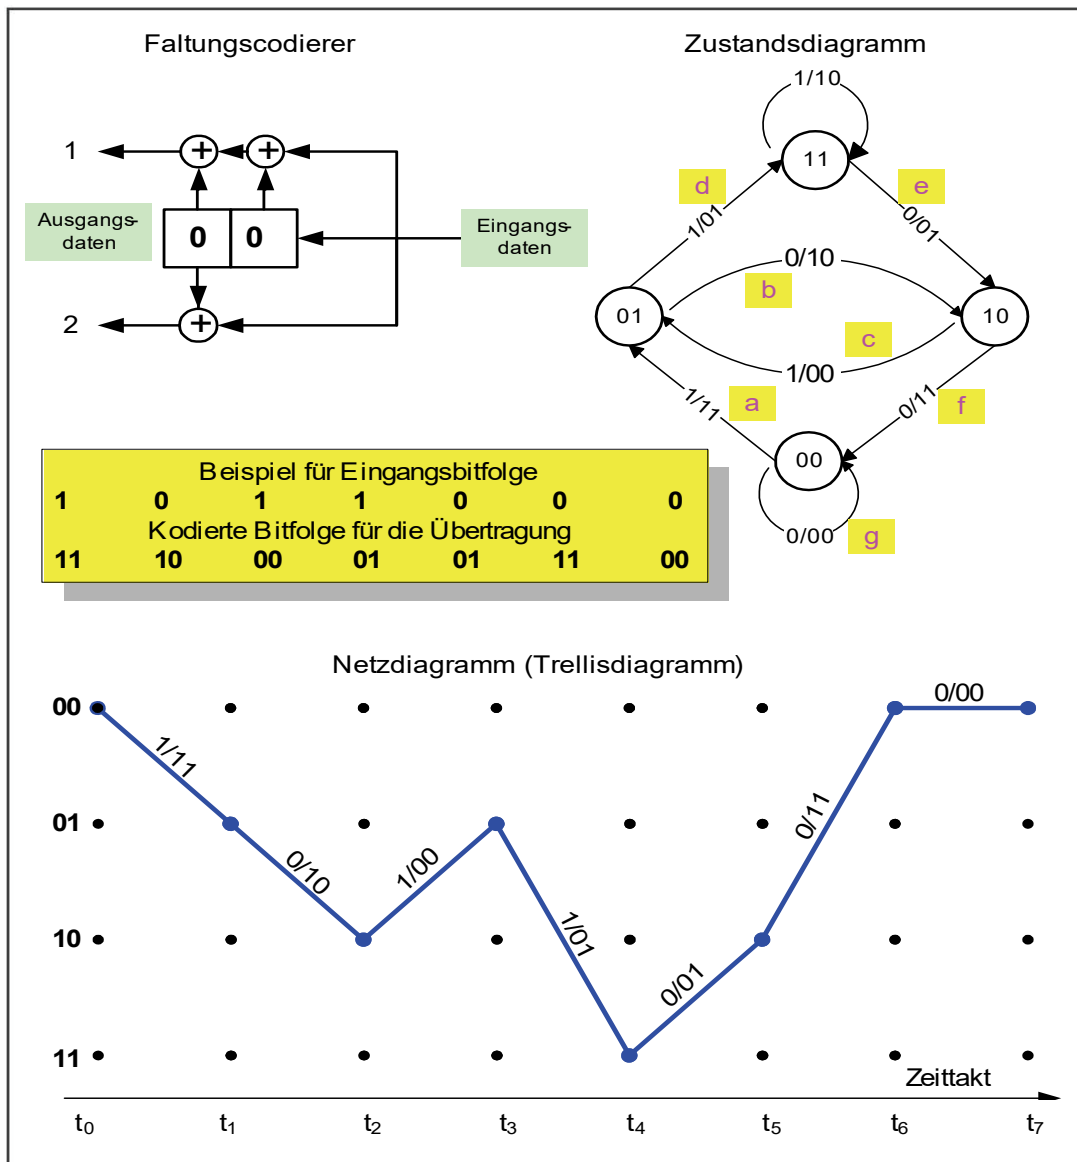 Faltungscodierer
1
Ausgangs-
daten
0 0
Eingangs-
daten
2
Zustandsdiagramm
1/10
11
d
e
1/01
0/01
0/10
b
01
10
c
1/00
a
1/11
0/11
f
00
0/00
g
Beispiel für Eingangsbitfolge
1 0 1 1 0 0 0
Kodierte Bitfolge für die Übertragung
11 10 00 01 01 11 00
Netzdiagramm (Trellisdiagramm)
00
01
10
11
1/11
0/10
1/00
1/01
0/01
0/11
0/00
Zeittakt
t0 t1 t2 t3 t4 t5 t6 t7